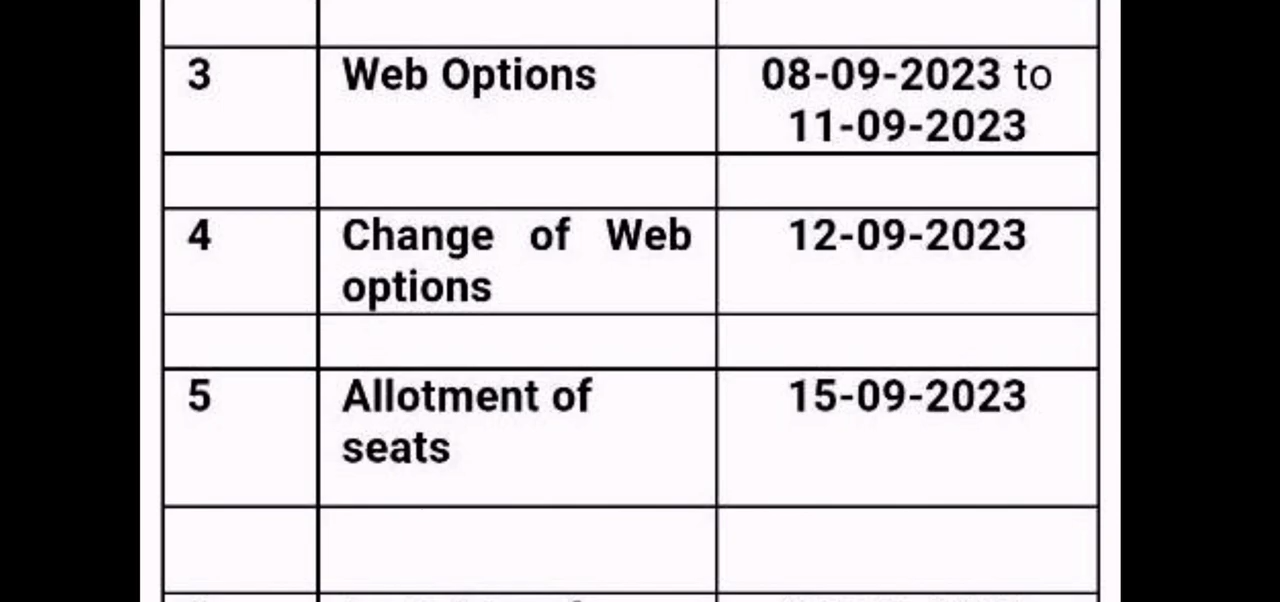 3 Web Options 08-09-2023 to
11-09-2023
4 Change of Web 12-09-2023
options
5 Allotment of 15-09-2023
seats